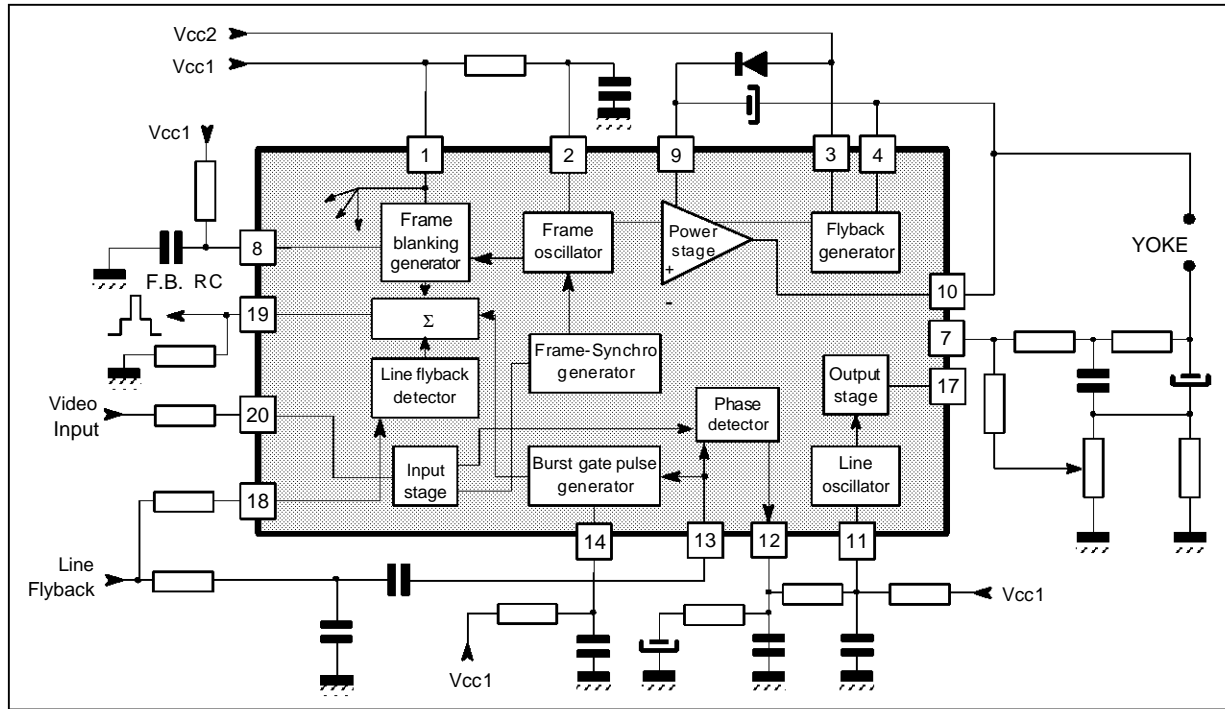 Vcc2
Vcc1
Vcc1
1
2
9
3
4
Frame
blanking
generator
Frame
oscillator
Power
stage
+
-
Flyback
generator
8
F.B. RC
YOKE
10
19
Σ
7
Frame-Synchro
generator
Line flyback
detector
Output
stage
17
Video
Input
20
Phase
detector
Input
stage
Burst gate pulse
generator
Line
oscillator
18
14
13
12
11
Line
Flyback
Vcc1
Vcc1